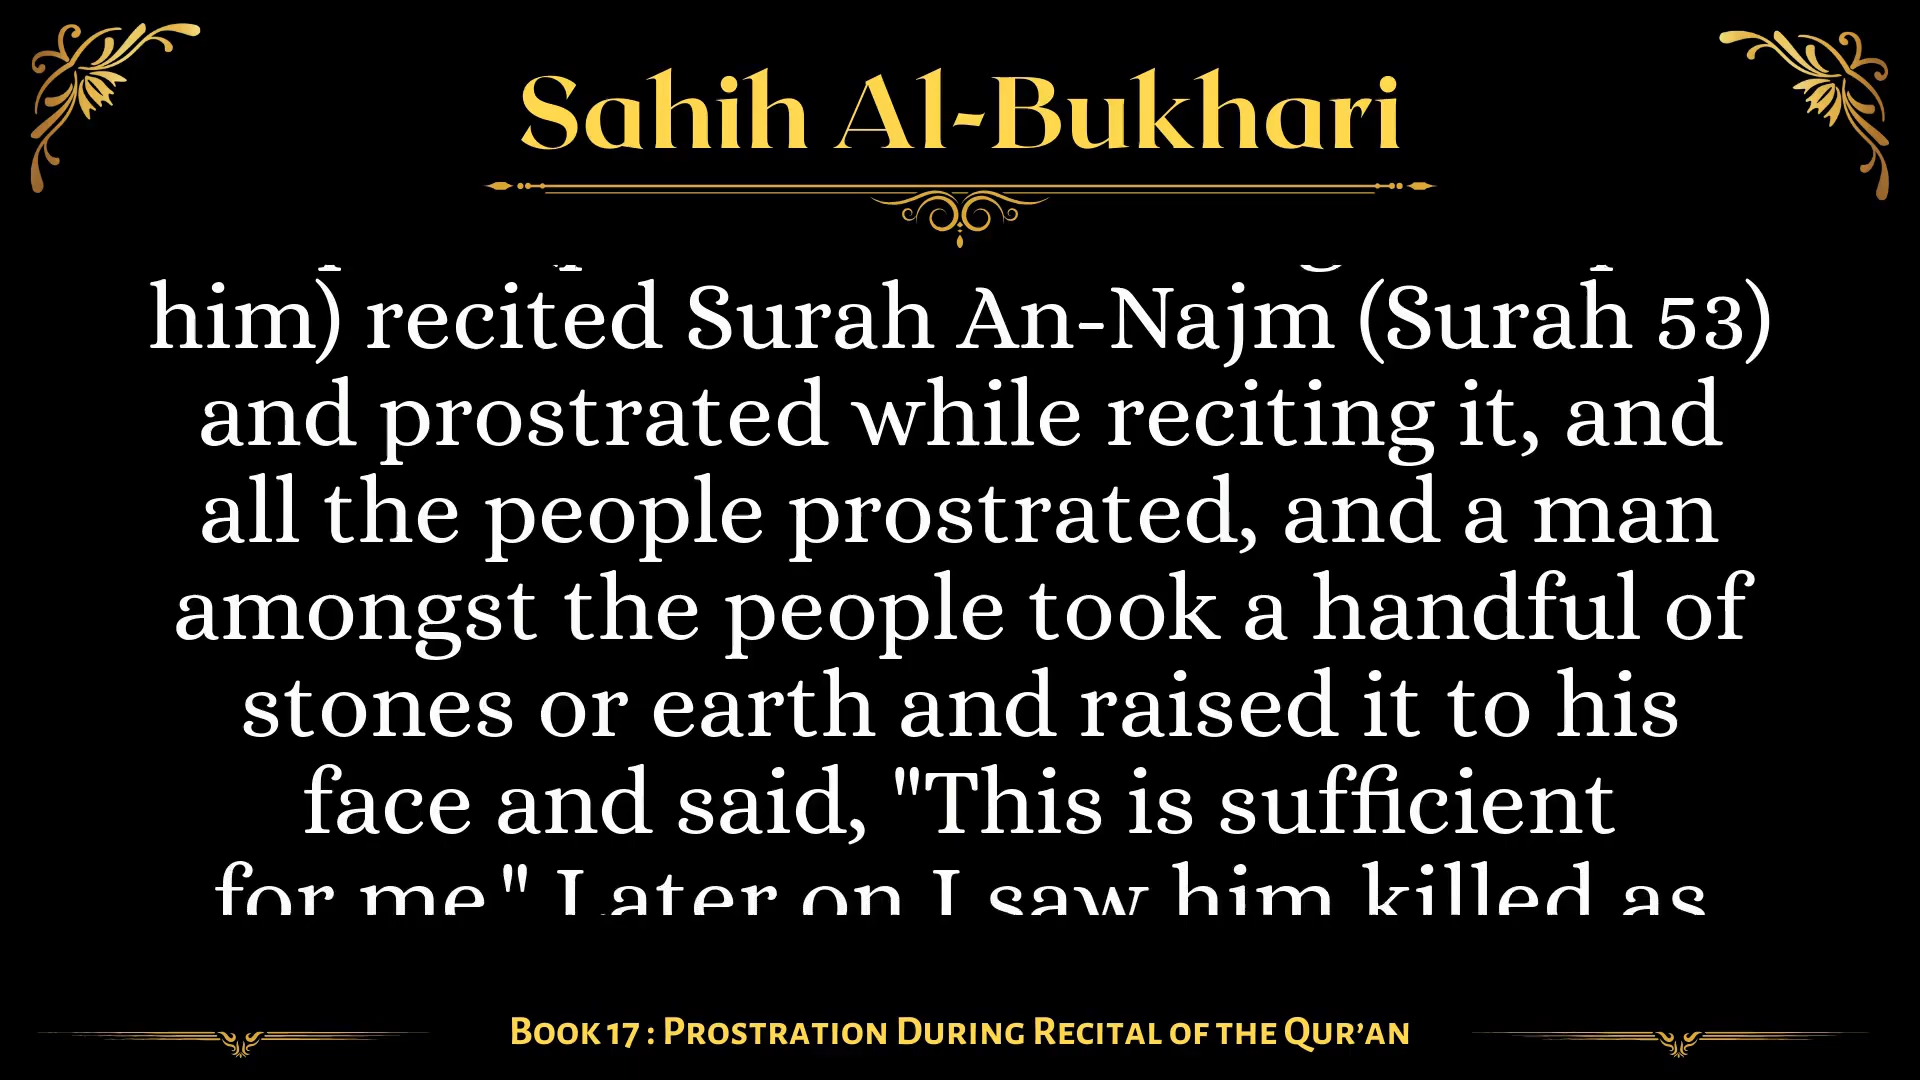 Sahih Al-Bukhari
him) recited Surah An-Najm (Surah 53)
and prostrated while reciting it, and
all the people prostrated, and a man
amongst the people took a handful of
stones or earth and raised it to his
face and said, "This is sufficient
for me." Later on I saw him killed as
Book 17 : Prostration During Recital of the Qur’an